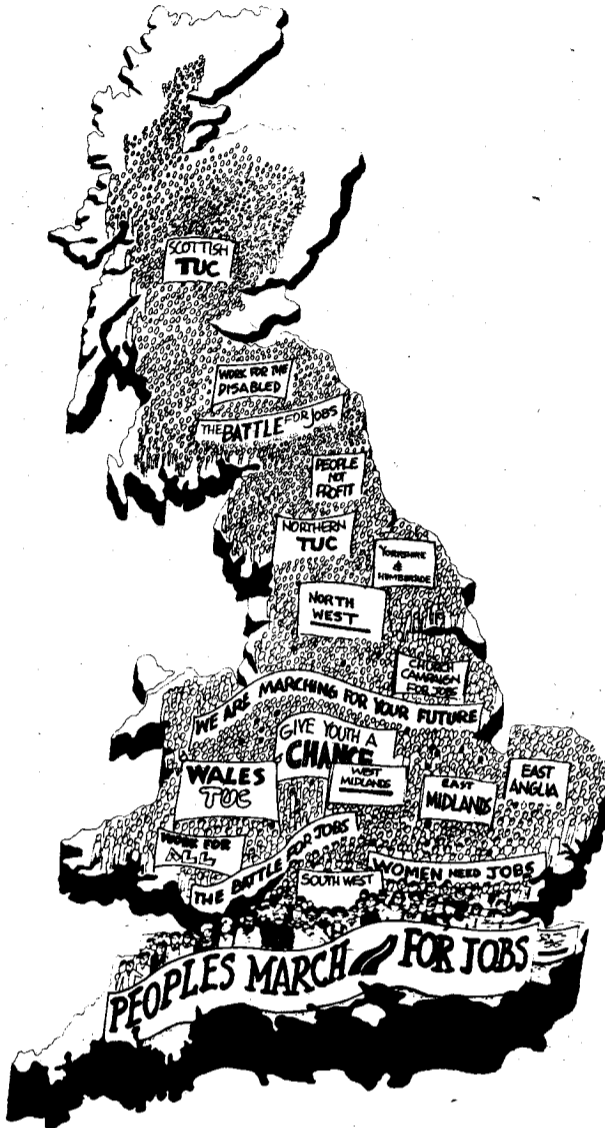 SCOTTISH
TUC
WORK FOR THE
DISABLED
THE BATTLE FOR JOBS
PEOPLE
NOT
PROFIT
NORTHERN
TUC
YORKSHIRE
&
HUMBERSIDE
NORTH
WEST
CHURCH
CAMPAIGN
FOR JOBS
WE ARE MARCHING FOR YOUR FUTURE
GIVE YOUTH A
CHANCE
WALES
TUC
WEST
MIDLANDS
EAST
MIDLANDS
EAST
ANGLIA
WORK FOR
ALL
THE BATTLE FOR JOBS
SOUTH WEST
WOMEN NEED JOBS
PEOPLES MARCH FOR JOBS